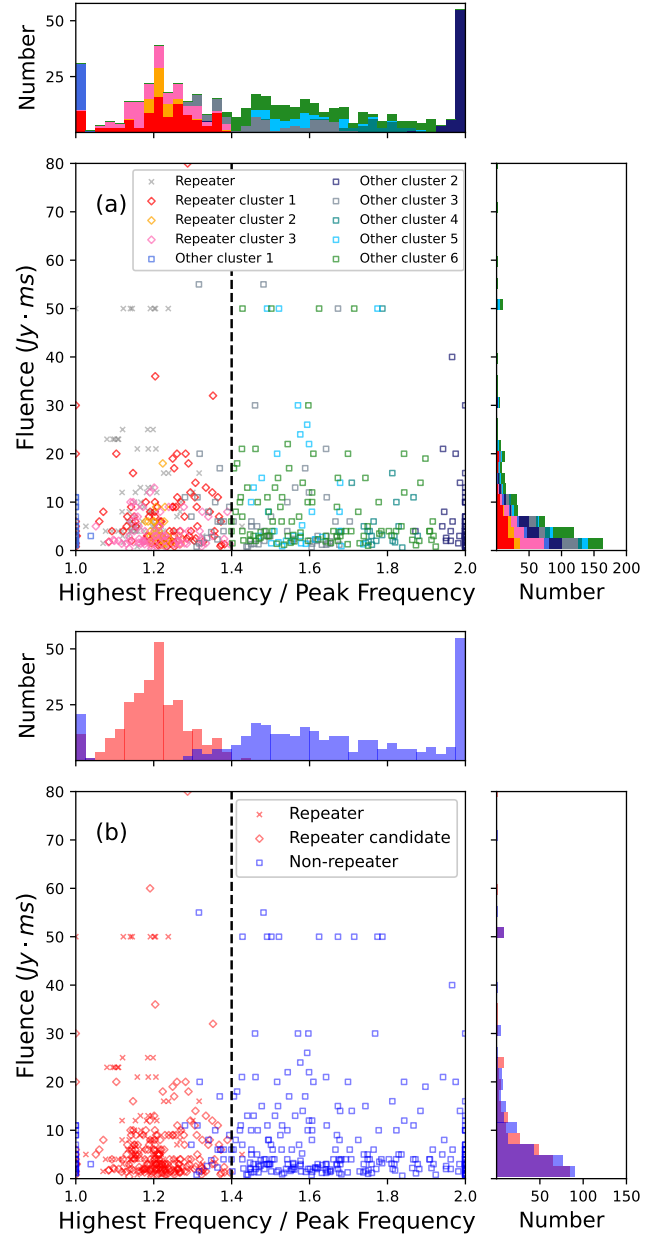 50
25
Number
80
70
60
50
40
30
20
10
0
Fluence (Jy · ms)
(a)
Repeater
Repeater cluster 1
Repeater cluster 2
Repeater cluster 3
Other cluster 1
Other cluster 2
Other cluster 3
Other cluster 4
Other cluster 5
Other cluster 6
1.0 1.2 1.4 1.6 1.8 2.0
Highest Frequency / Peak Frequency
50 100 150 200
Number
50
25
Number
80
70
60
50
40
30
20
10
0
Fluence (Jy · ms)
(b)
Repeater
Repeater candidate
Non-repeater
1.0 1.2 1.4 1.6 1.8 2.0
Highest Frequency / Peak Frequency
50 100 150
Number